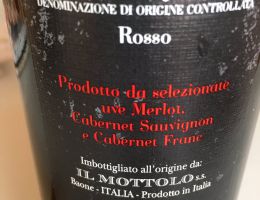 DENOMINAZIONE DI ORIGINE CONTROLLATA
Rosso
Prodotto da selezionate
uve Merlot,
Cabernet Sauvignon
e Cabernet Franc
Imbottigliato all'origine da:
IL MOTTOLO s.s.
Baone - ITALIA - Prodotto in Italia